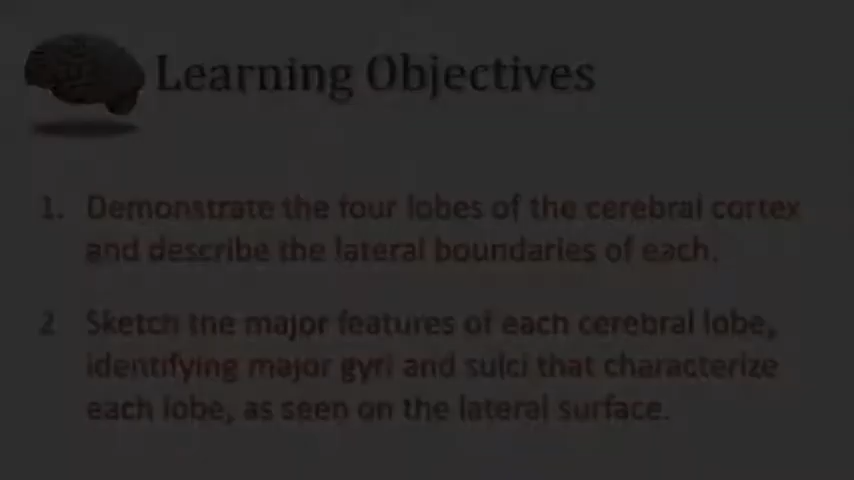 Learning Objectives
1. Demonstrate the four lobes of the cerebral cortex
and describe the lateral boundaries of each.
2 Sketch the major features of each cerebral lobe,
identifying major gyri and sulci that characterize
each lobe, as seen on the lateral surface.